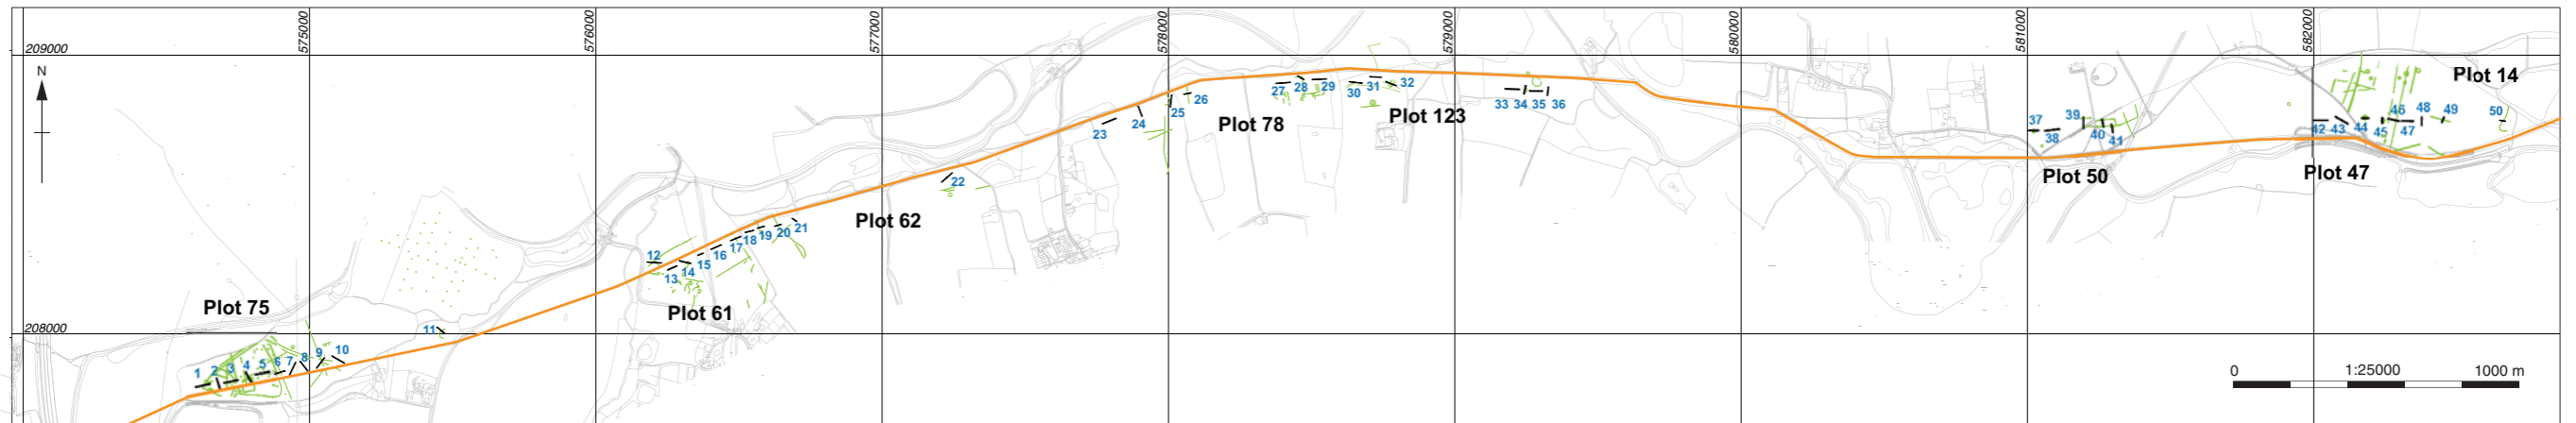 575000
576000
577000
578000
579000
580000
581000
582000
209000
N
208000
Plot 75
1 2 3 4 5 6 7 8 9 10
11
12
13 14 15 16 17 18 19 20 21
Plot 61
Plot 62
22
23 24 25 26
Plot 78
27 28 29 30 31 32
Plot 123
33 34 35 36
37
38
39
40
41
Plot 50
42 43 44 45 46 47 48 49 50
Plot 47
Plot 14
0 1:25000 1000 m